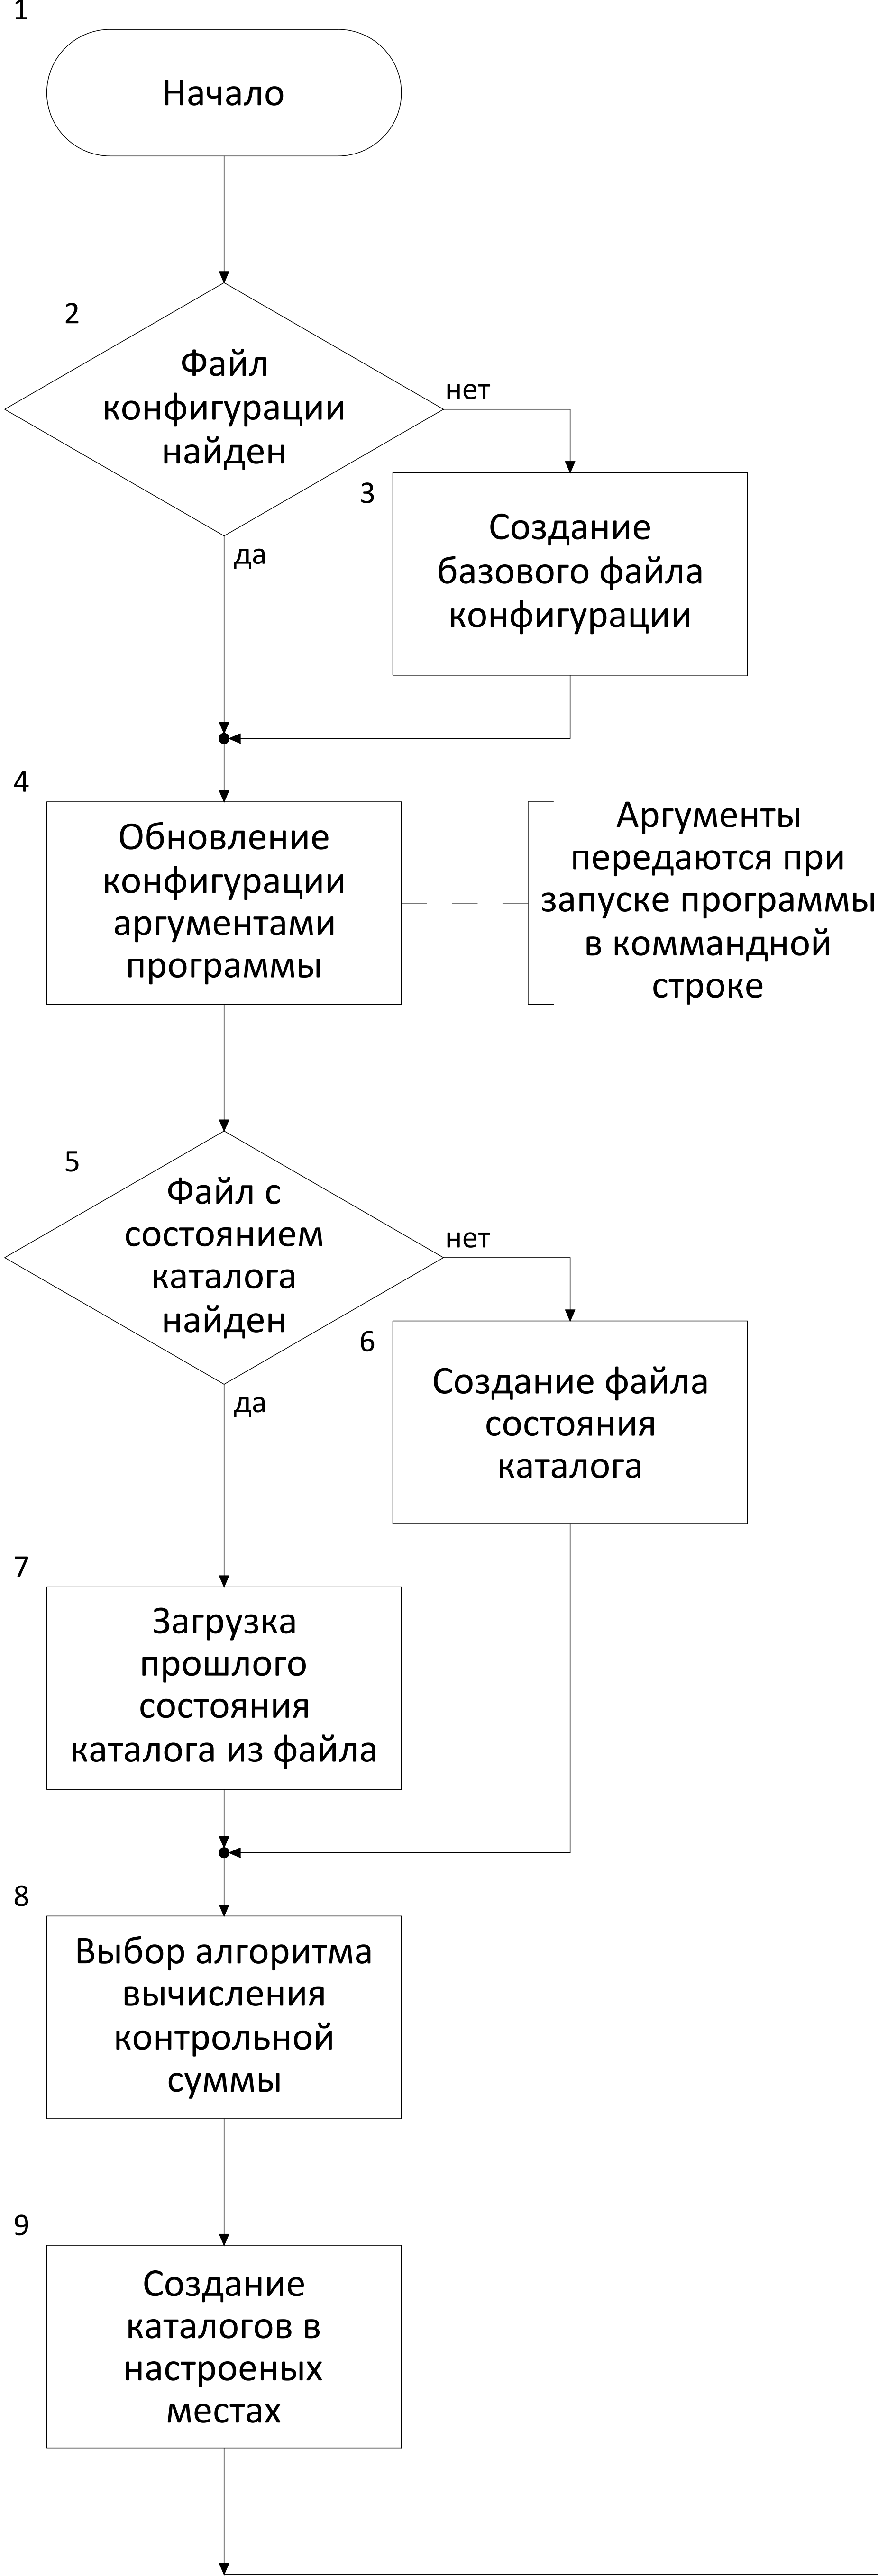 1
Начало
2
Файл
конфигурации
найден
нет
да
3
Создание
базового файла
конфигурации
4
Обновление
конфигурации
аргументами
программы
Аргументы
передаются при
запуске программы
в коммандной
строке
5
Файл с
состоянием
каталога
найден
нет
да
6
Создание файла
состояния
каталога
7
Загрузка
прошлого
состояния
каталога из файла
8
Выбор алгоритма
вычисления
контрольной
суммы
9
Создание
каталогов в
настроеных
местах